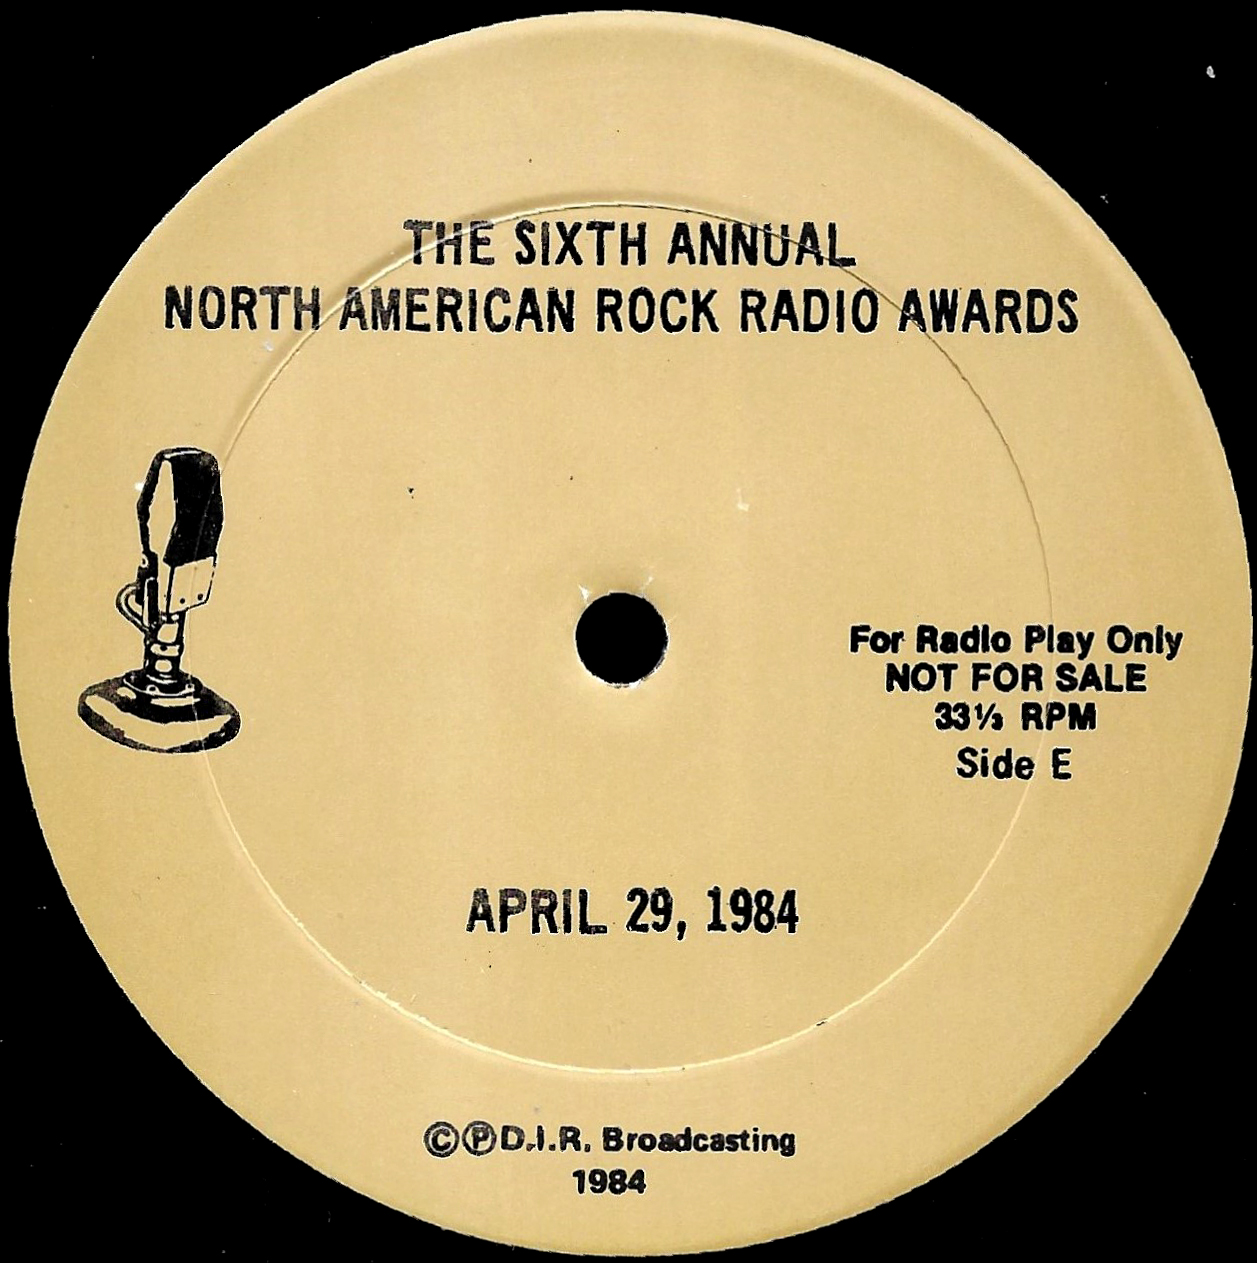 THE SIXTH ANNUAL
NORTH AMERICAN ROCK RADIO AWARDS
For Radio Play Only
NOT FOR SALE
33⅓ RPM
Side E
APRIL 29, 1984
©℗ D.I.R. Broadcasting
1984